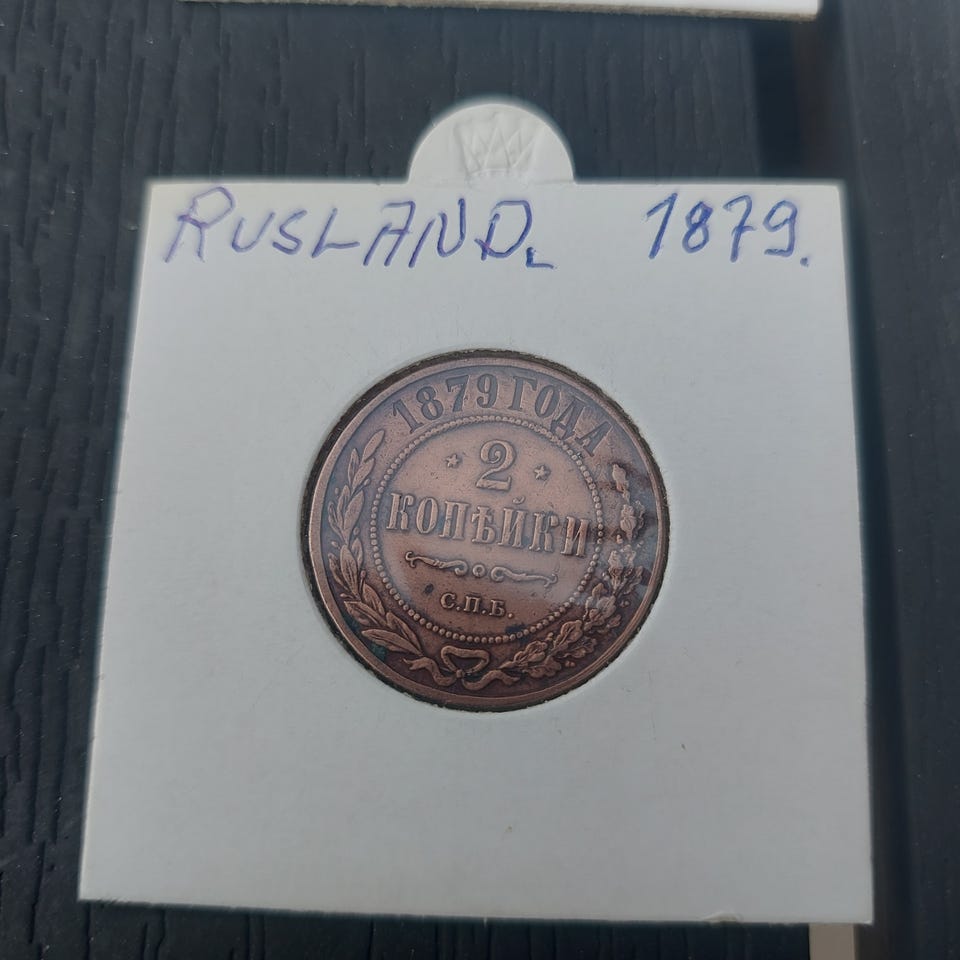 RUSLAND. 1879.
1879 ГОДА
2
КОПѢЙКИ
С.П.Б.